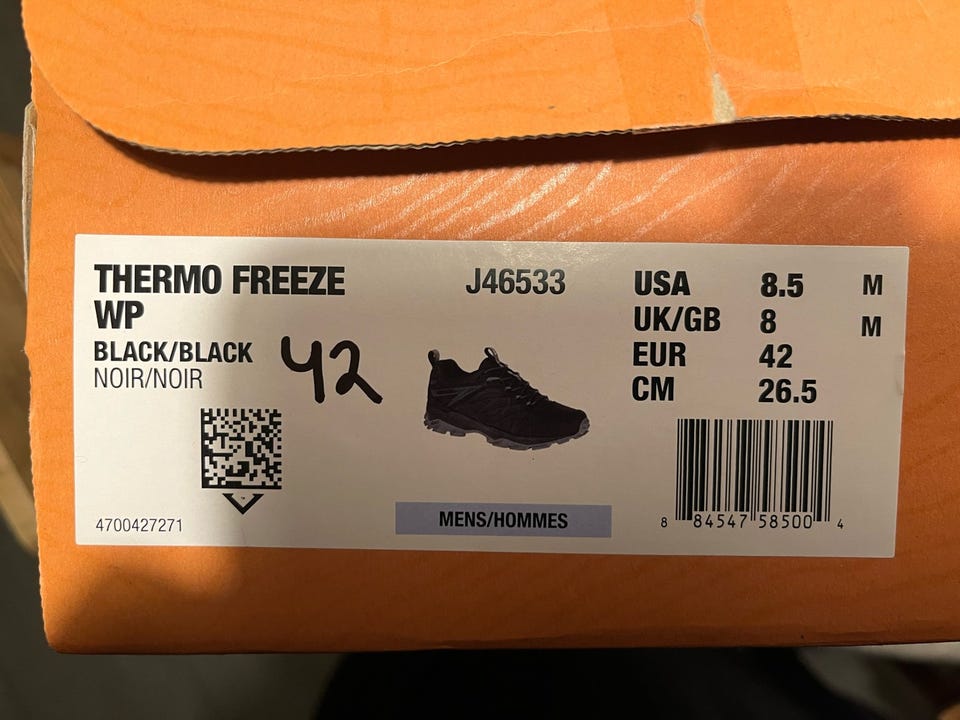 THERMO FREEZE
WP
BLACK/BLACK
NOIR/NOIR
42
4700427271
J46533
MENS/HOMMES
USA 8.5 M
UK/GB 8 M
EUR 42
CM 26.5
8 84547 58500 4